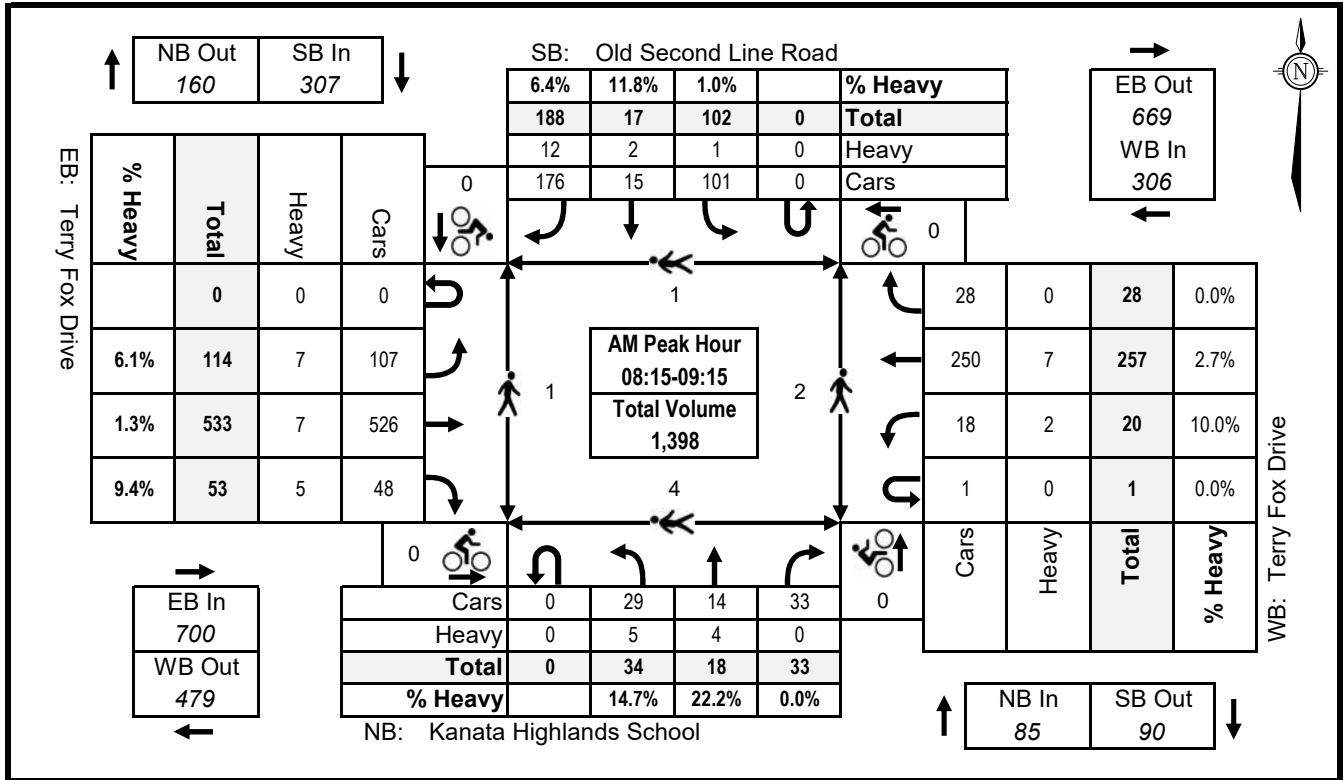 NB Out SB In
160 307
SB: Old Second Line Road
6.4% 11.8% 1.0% % Heavy
188 17 102 0 Total
12 2 1 0 Heavy
176 15 101 0 Cars
EB Out
669
WB In
306
N
EB: Terry Fox Drive
% Heavy Total Heavy Cars
0
0
0 0 0
6.1% 114 7 107
1.3% 533 7 526
9.4% 53 5 48
1
1
AM Peak Hour
08:15-09:15
Total Volume
1,398
2
4
28 0 28 0.0%
250 7 257 2.7%
18 2 20 10.0%
1 0 1 0.0%
Cars Heavy Total % Heavy
WB: Terry Fox Drive
0
0
EB In
700
WB Out
479
Cars 0 29 14 33
Heavy 0 5 4 0
Total 0 34 18 33
% Heavy 14.7% 22.2% 0.0%
NB: Kanata Highlands School
NB In SB Out
85 90